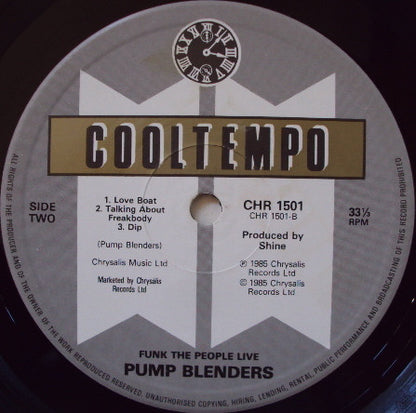 COOLTEMPO
SIDE
TWO
1. Love Boat
2. Talking About
Freakbody
3. Dip
(Pump Blenders)
Chrysalis Music Ltd
Marketed by Chrysalis
Records Ltd
CHR 1501
CHR 1501-B
Produced by
Shine
℗ 1985 Chrysalis
Records Ltd
© 1985 Chrysalis
Records Ltd
33⅓
RPM
FUNK THE PEOPLE LIVE
PUMP BLENDERS
ALL RIGHTS OF THE PRODUCER AND OF THE OWNER OF THE WORK REPRODUCED RESERVED. UNAUTHORISED COPYING, HIRING, LENDING, RENTAL, PUBLIC PERFORMANCE AND BROADCASTING OF THIS RECORD PROHIBITED